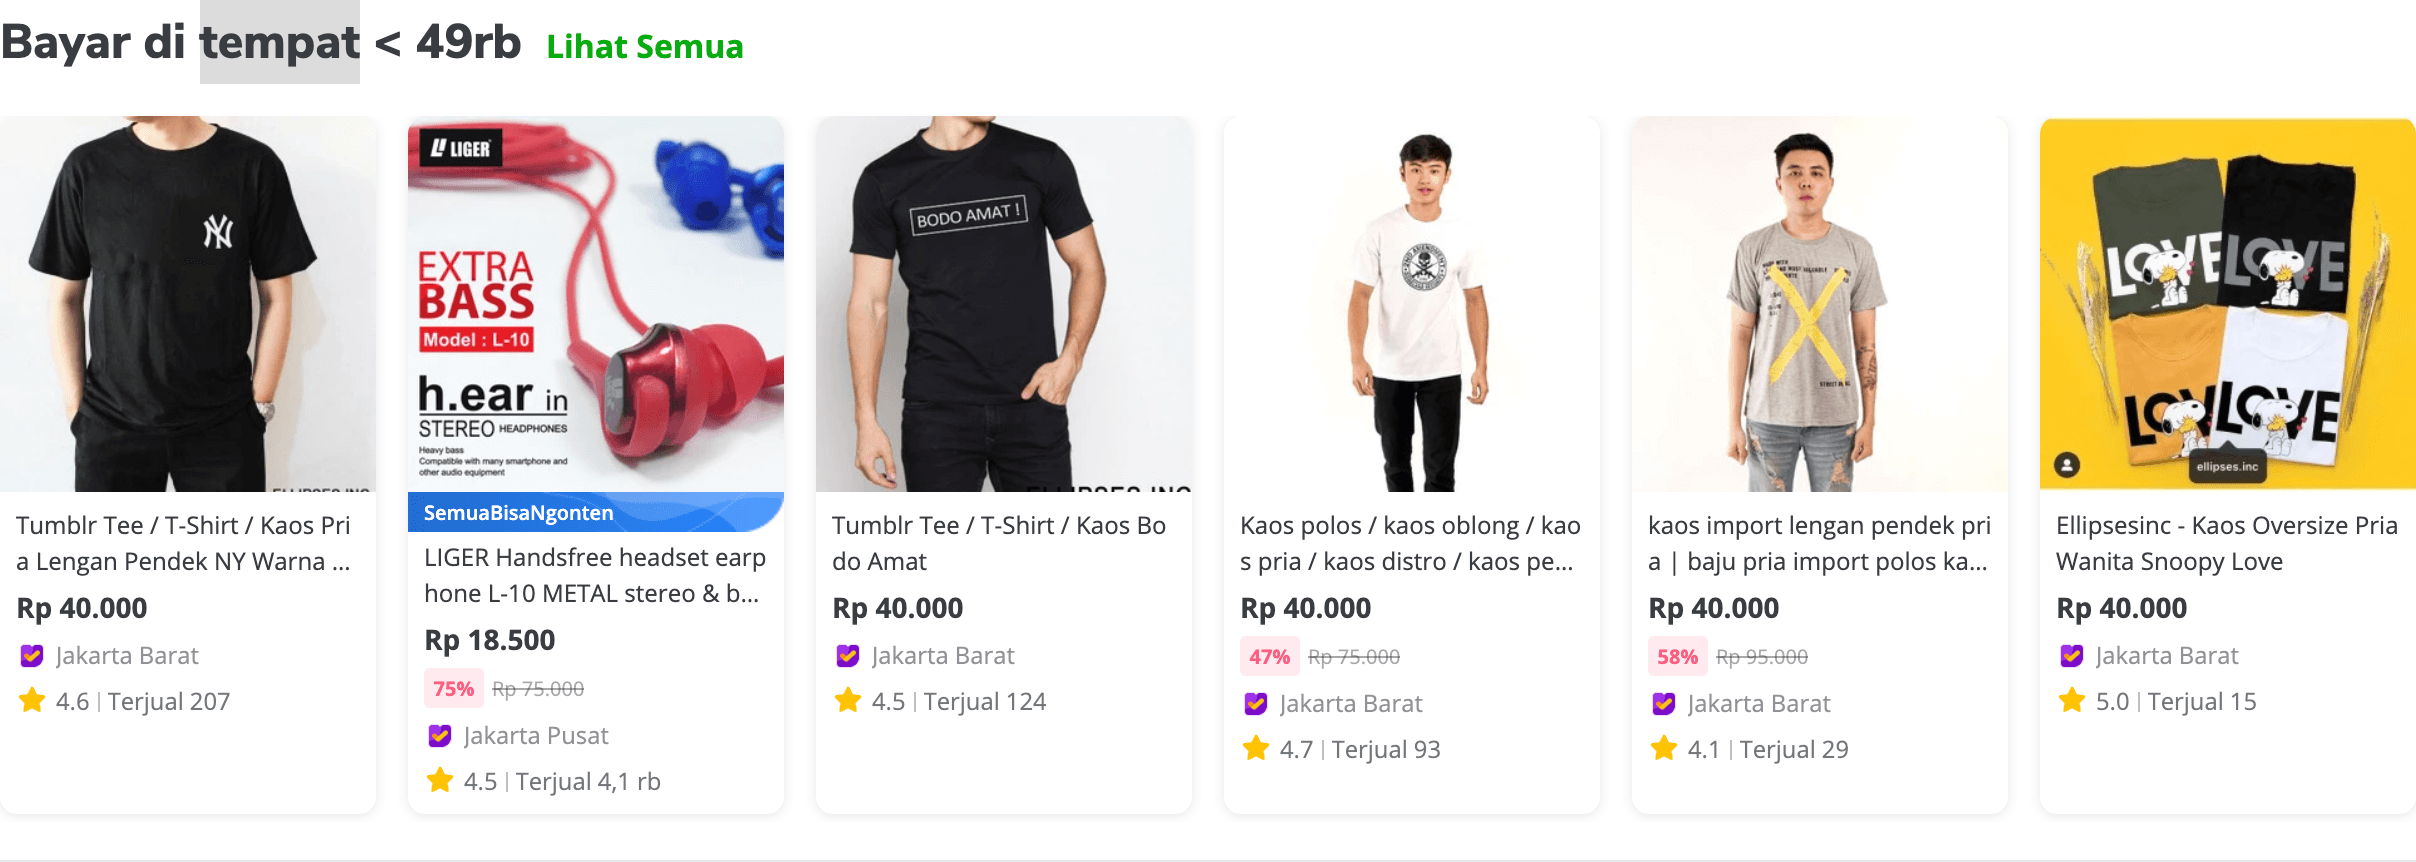 Bayar di tempat < 49rb Lihat Semua
NY
Tumblr Tee / T-Shirt / Kaos Pri
a Lengan Pendek NY Warna ...
Rp 40.000
Jakarta Barat
4.6 | Terjual 207
LIGER
EXTRA
BASS
Model : L-10
h.ear in
STEREO HEADPHONES
Heavy bass
Compatible with many smartphone and
other audio equipment
SemuaBisaNgonten
LIGER Handsfree headset earp
hone L-10 METAL stereo & b...
Rp 18.500
75% Rp 75.000
Jakarta Pusat
4.5 | Terjual 4,1 rb
BODO AMAT !
Tumblr Tee / T-Shirt / Kaos Bo
do Amat
Rp 40.000
Jakarta Barat
4.5 | Terjual 124
Kaos polos / kaos oblong / kao
s pria / kaos distro / kaos pe...
Rp 40.000
47% Rp 75.000
Jakarta Barat
4.7 | Terjual 93
kaos import lengan pendek pri
a | baju pria import polos ka...
Rp 40.000
58% Rp 95.000
Jakarta Barat
4.1 | Terjual 29
LOVE
LOVE
LOVE
LOVE
ellipses.inc
Ellipsesinc - Kaos Oversize Pria
Wanita Snoopy Love
Rp 40.000
Jakarta Barat
5.0 | Terjual 15